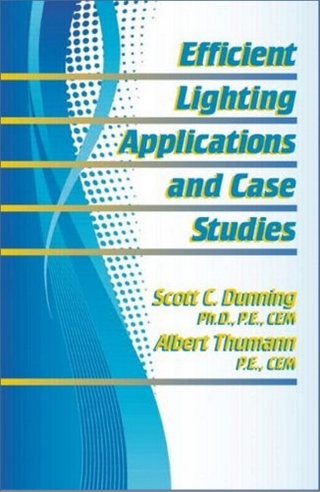 Efficient
Lighting
Applications
and Case
Studies
Scott C. Dunning
Ph.D., P.E., CEM
Albert Thumann
P.E., CEM